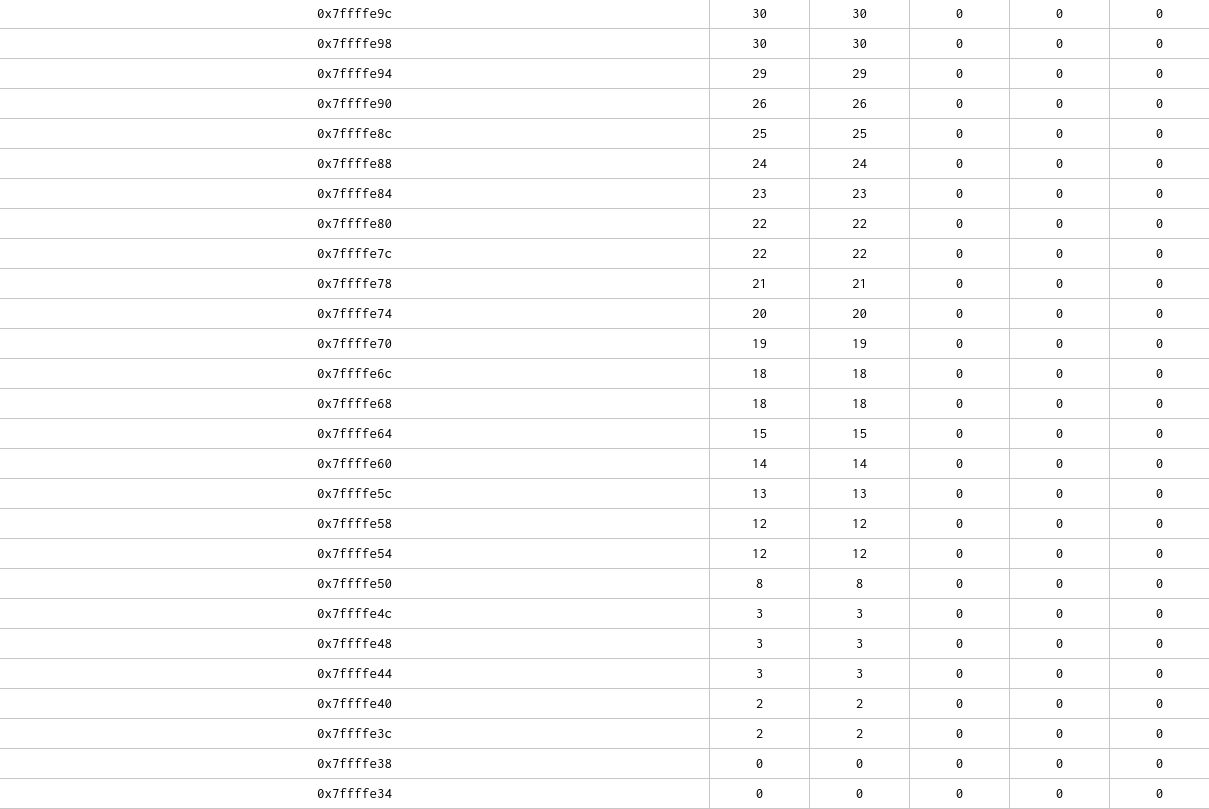 0x7ffffe9c 30 30 0 0 0
0x7ffffe98 30 30 0 0 0
0x7ffffe94 29 29 0 0 0
0x7ffffe90 26 26 0 0 0
0x7ffffe8c 25 25 0 0 0
0x7ffffe88 24 24 0 0 0
0x7ffffe84 23 23 0 0 0
0x7ffffe80 22 22 0 0 0
0x7ffffe7c 22 22 0 0 0
0x7ffffe78 21 21 0 0 0
0x7ffffe74 20 20 0 0 0
0x7ffffe70 19 19 0 0 0
0x7ffffe6c 18 18 0 0 0
0x7ffffe68 18 18 0 0 0
0x7ffffe64 15 15 0 0 0
0x7ffffe60 14 14 0 0 0
0x7ffffe5c 13 13 0 0 0
0x7ffffe58 12 12 0 0 0
0x7ffffe54 12 12 0 0 0
0x7ffffe50 8 8 0 0 0
0x7ffffe4c 3 3 0 0 0
0x7ffffe48 3 3 0 0 0
0x7ffffe44 3 3 0 0 0
0x7ffffe40 2 2 0 0 0
0x7ffffe3c 2 2 0 0 0
0x7ffffe38 0 0 0 0 0
0x7ffffe34 0 0 0 0 0